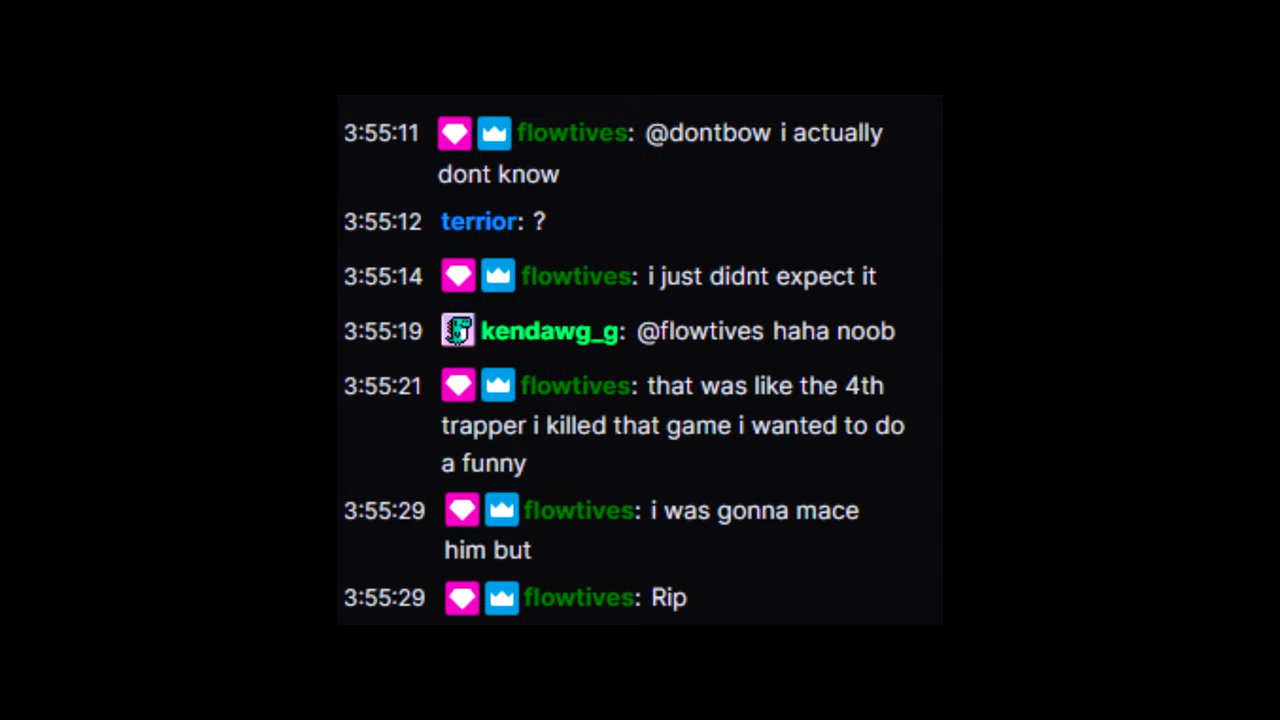 3:55:11 flowtives: @dontbow i actually
dont know
3:55:12 terrior: ?
3:55:14 flowtives: i just didnt expect it
3:55:19 kendawg_g: @flowtives haha noob
3:55:21 flowtives: that was like the 4th
trapper i killed that game i wanted to do
a funny
3:55:29 flowtives: i was gonna mace
him but
3:55:29 flowtives: Rip